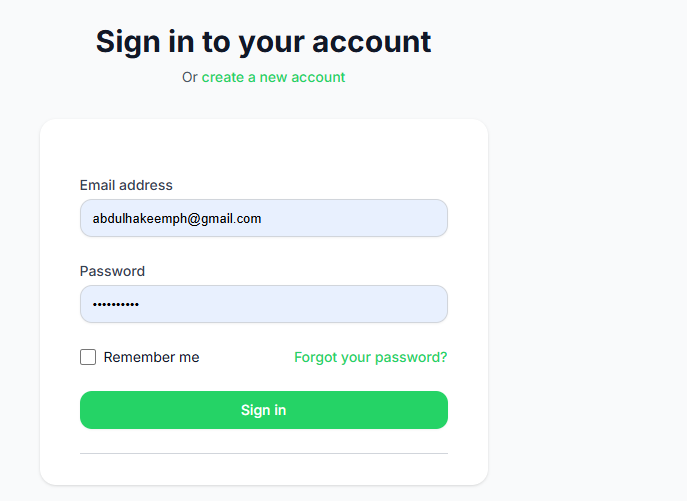 Sign in to your account
Or create a new account
Email address
abdulhakeemph@gmail.com
Password
••••••••••
Remember me
Forgot your password?
Sign in